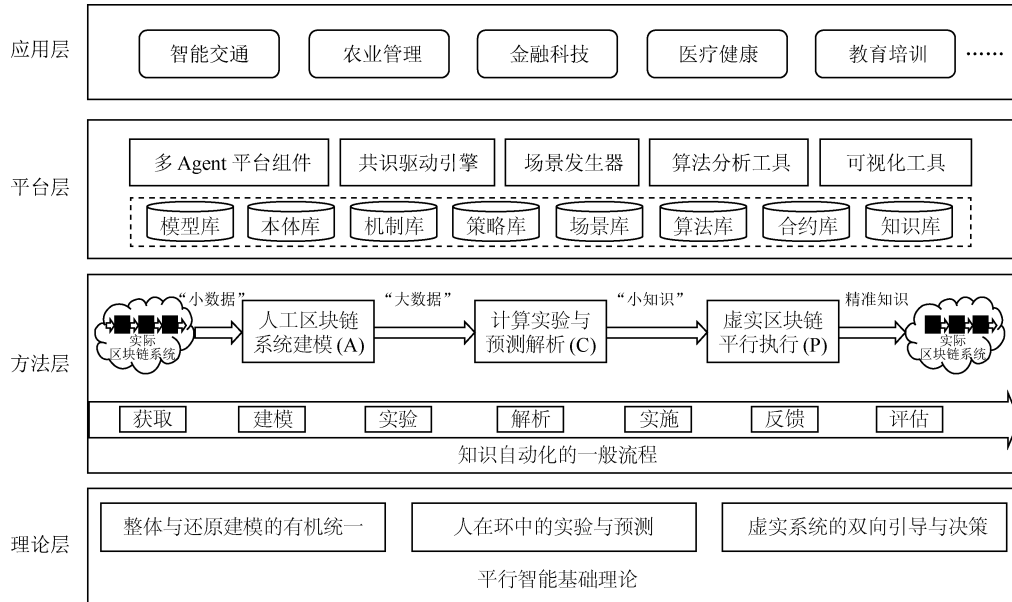 应用层
智能交通
农业管理
金融科技
医疗健康
教育培训
……
平台层
多 Agent 平台组件
共识驱动引擎
场景发生器
算法分析工具
可视化工具
模型库
本体库
机制库
策略库
场景库
算法库
合约库
知识库
方法层
“小数据”
“大数据”
“小知识”
精准知识
实际
区块链系统
人工区块链
系统建模 (A)
计算实验与
预测解析 (C)
虚实区块链
平行执行 (P)
实际
区块链系统
获取
建模
实验
解析
实施
反馈
评估
知识自动化的一般流程
理论层
整体与还原建模的有机统一
人在环中的实验与预测
虚实系统的双向引导与决策
平行智能基础理论